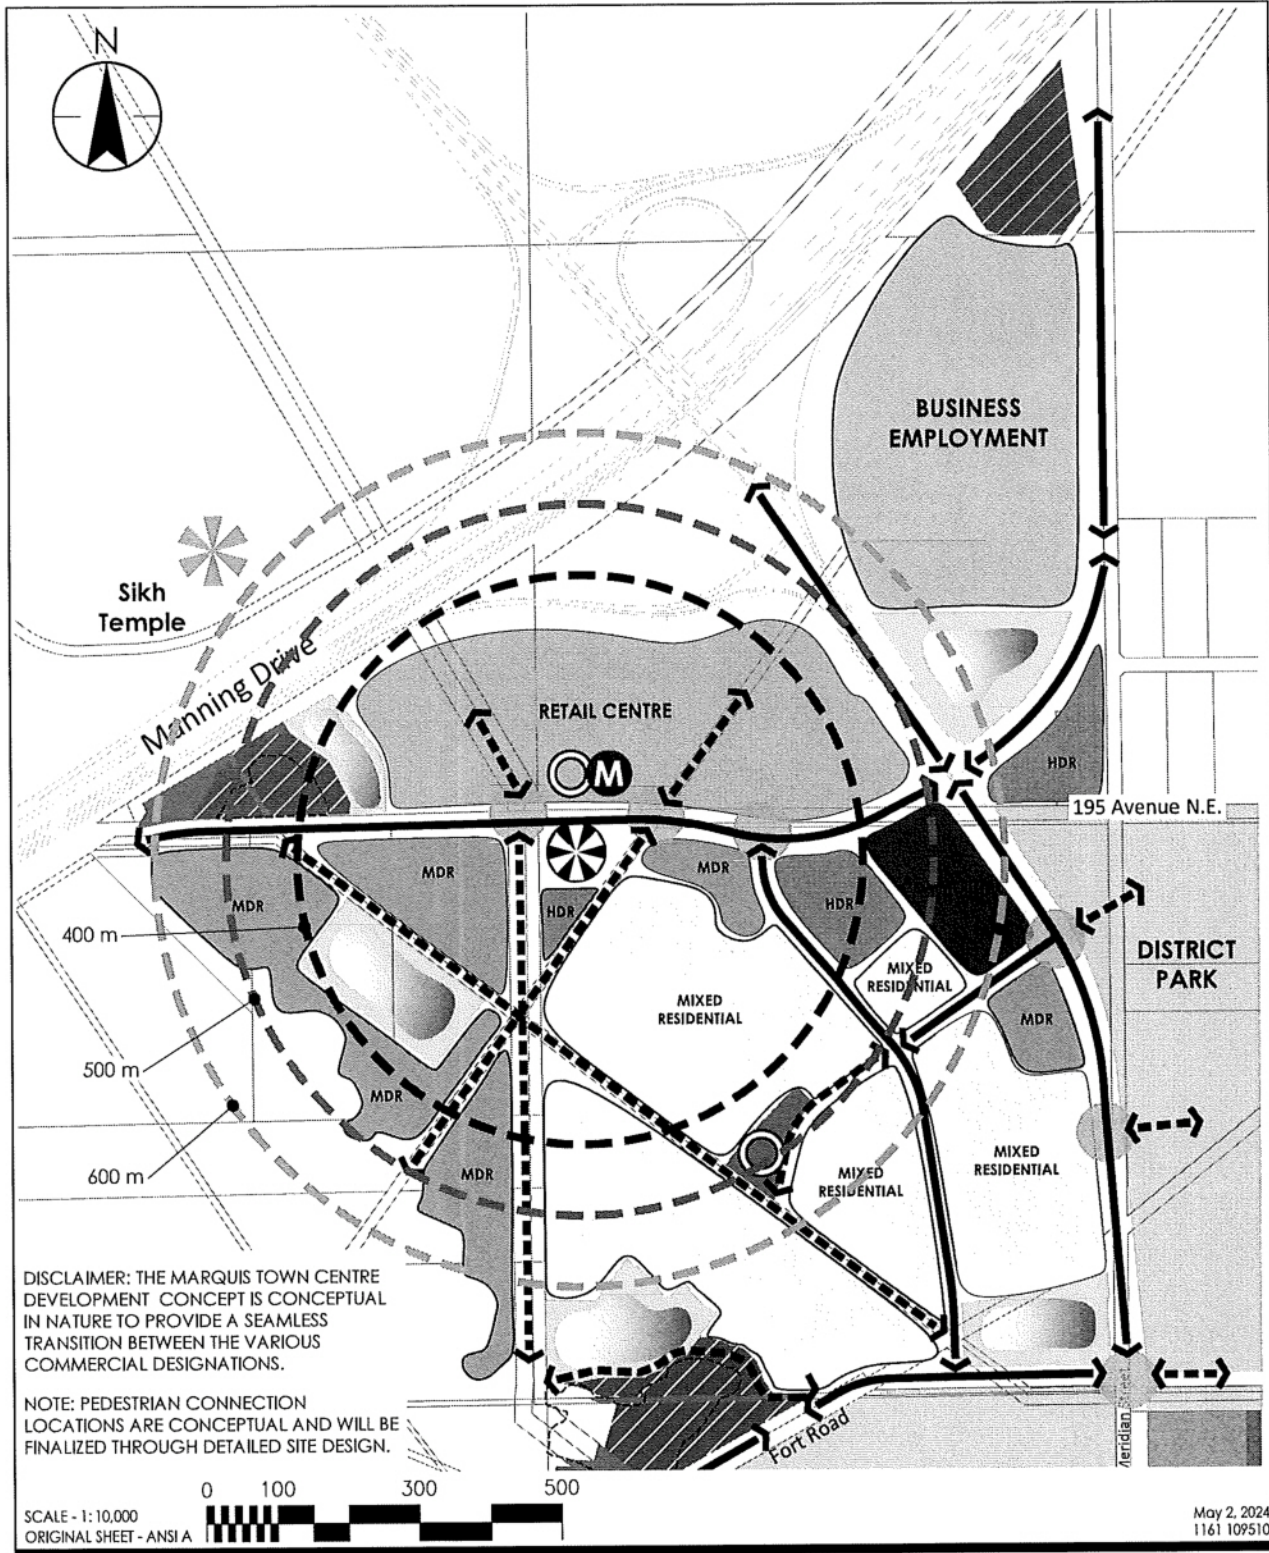 N
BUSINESS
EMPLOYMENT
Sikh
Temple
Manning Drive
RETAIL CENTRE
M
HDR
195 Avenue N.E.
MDR
MDR
MDR
HDR
HDR
400 m
DISTRICT
PARK
MIXED
RESIDENTIAL
MIXED
RESIDENTIAL
MDR
500 m
MDR
600 m
MDR
MIXED
RESIDENTIAL
MIXED
RESIDENTIAL
DISCLAIMER: THE MARQUIS TOWN CENTRE
DEVELOPMENT CONCEPT IS CONCEPTUAL
IN NATURE TO PROVIDE A SEAMLESS
TRANSITION BETWEEN THE VARIOUS
COMMERCIAL DESIGNATIONS.
NOTE: PEDESTRIAN CONNECTION
LOCATIONS ARE CONCEPTUAL AND WILL BE
FINALIZED THROUGH DETAILED SITE DESIGN.
Fort Road
Meridian Street
0 100 300 500
SCALE - 1:10,000
ORIGINAL SHEET - ANSI A
May 2, 2024
1161 109510